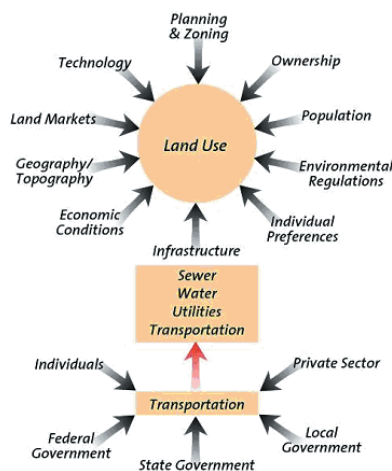 Planning
& Zoning
Technology
Ownership
Land Markets
Population
Land Use
Geography/
Topography
Environmental
Regulations
Economic
Conditions
Individual
Preferences
Infrastructure
Sewer
Water
Utilities
Transportation
Individuals
Private Sector
Transportation
Federal
Government
Local
Government
State Government